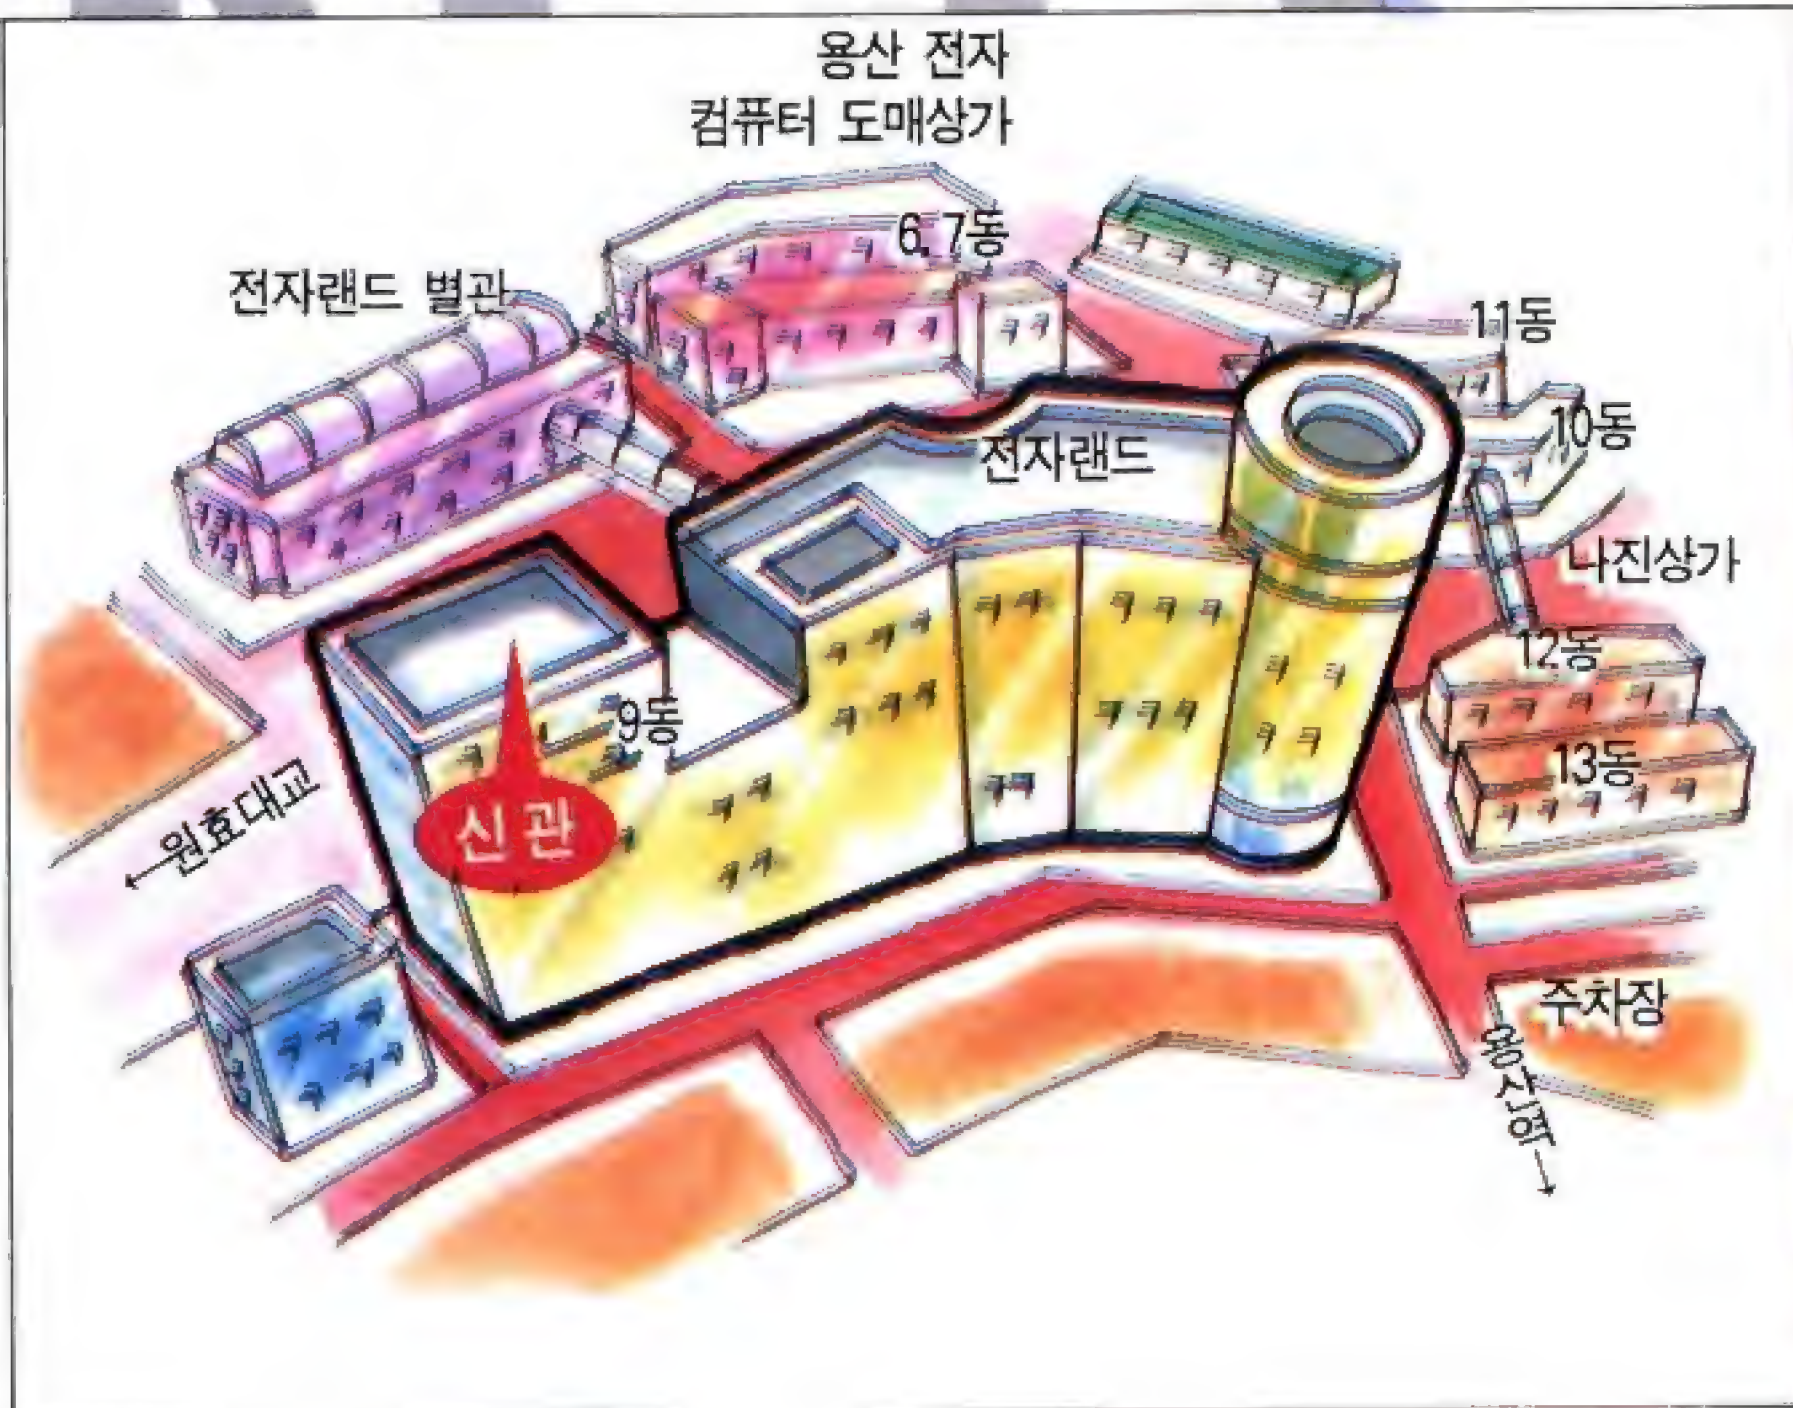 용산 전자
컴퓨터 도매상가
6, 7동
전자랜드 별관
11동
10동
전자랜드
나진상가
12동
9동
13동
신관
←원효대교
주차장
용산역→